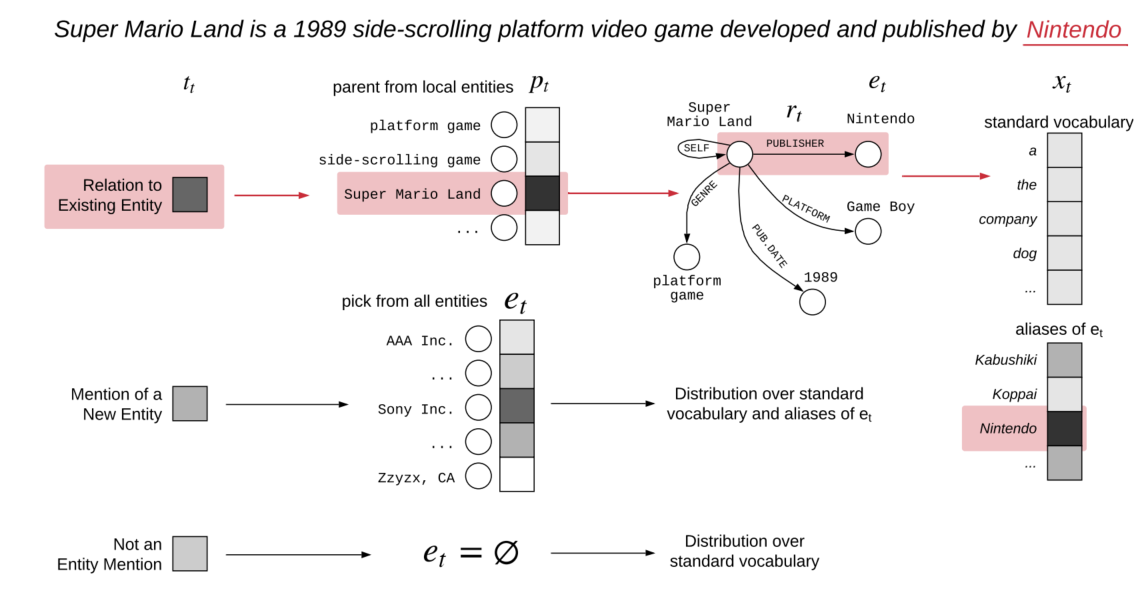 Super Mario Land is a 1989 side-scrolling platform video game developed and published by Nintendo
t_t
parent from local entities p_t
platform game
side-scrolling game
Super Mario Land
...
Relation to
Existing Entity
Super
Mario Land
r_t
e_t
Nintendo
SELF
PUBLISHER
GENRE
PLATFORM
PUB.DATE
Game Boy
1989
platform
game
x_t
standard vocabulary
a
the
company
dog
...
aliases of e_t
Kabushiki
Koppai
Nintendo
...
pick from all entities e_t
AAA Inc.
...
Sony Inc.
...
Zzyzx, CA
Mention of a
New Entity
Distribution over standard
vocabulary and aliases of e_t
Not an
Entity Mention
e_t = ∅
Distribution over
standard vocabulary